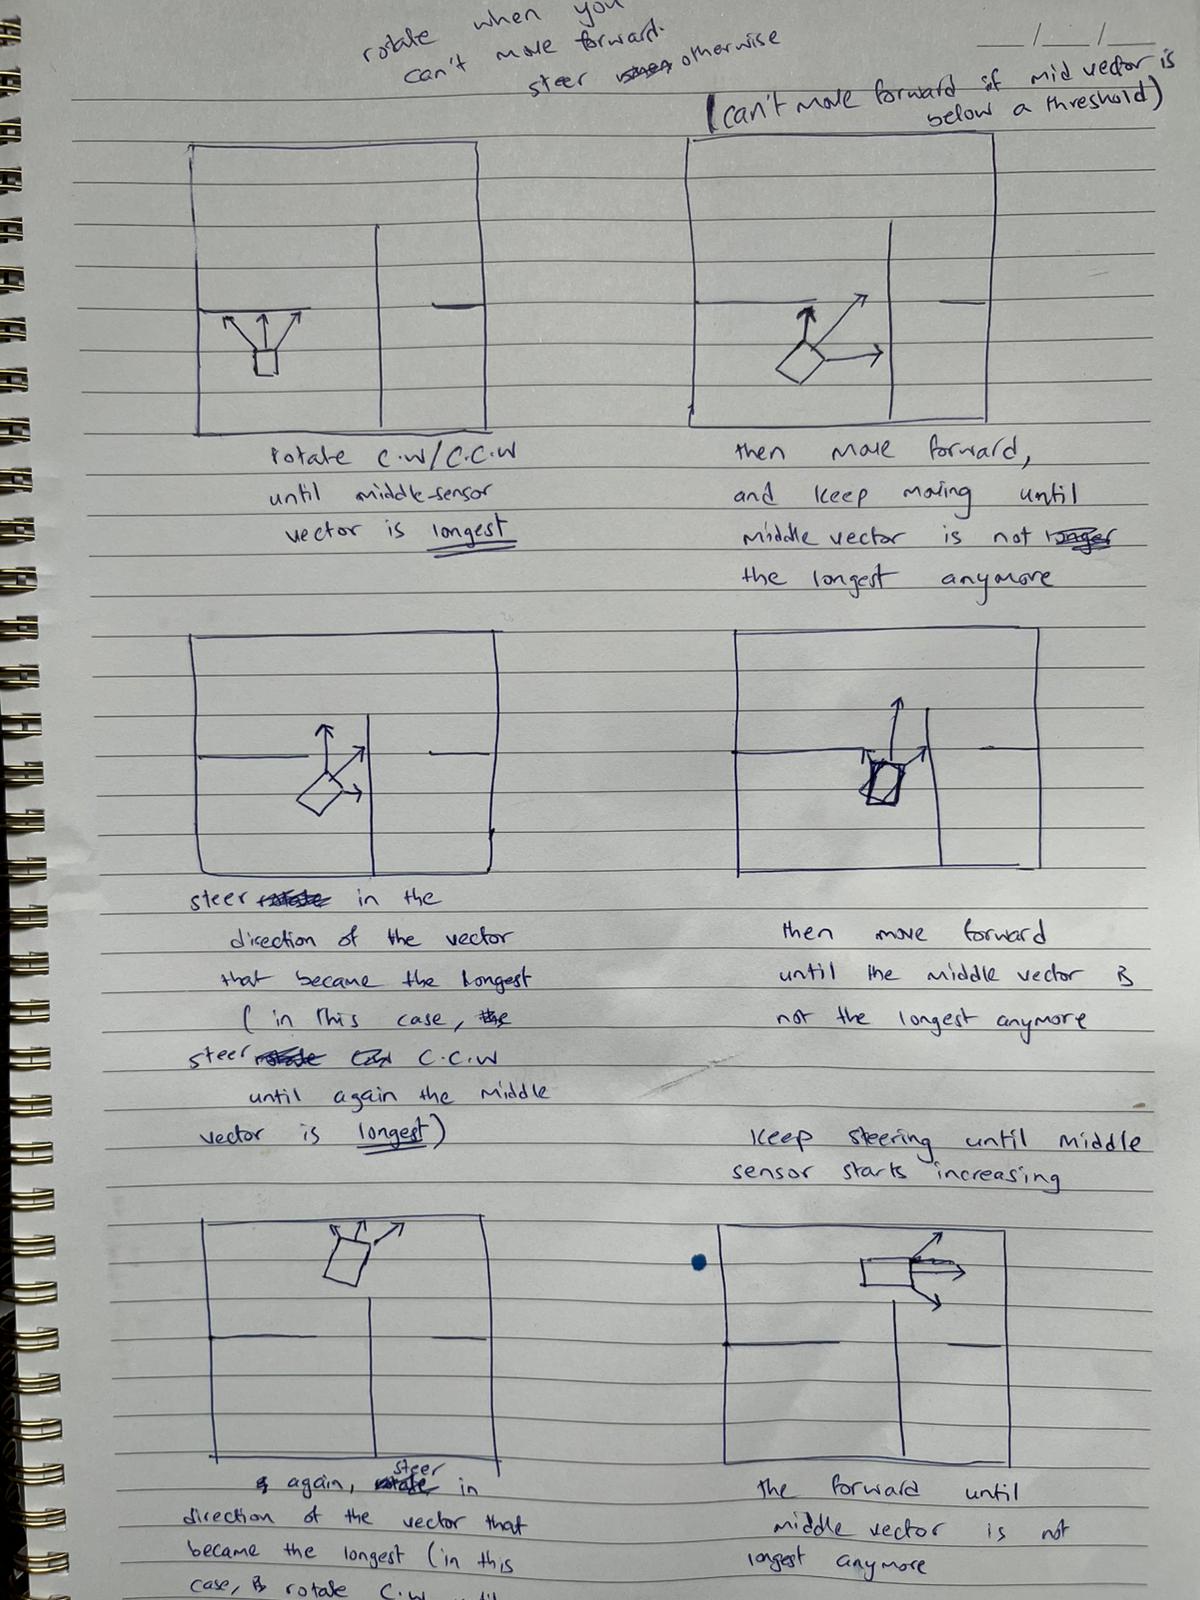 rotate when you
can't move forward.
steer otherwise
(can't move forward if mid vector is
below a threshold)
rotate C.W/C.C.W
until middle-sensor
vector is longest
then move forward,
and keep moving until
middle vector is not
the longest anymore
steer in the
direction of the vector
that became the longest
(in this case,
steer C.C.W
until again the middle
vector is longest)
then move forward
until the middle vector is
not the longest anymore
keep steering until middle
sensor starts increasing
again, steer in
direction of the vector that
became the longest (in this
case, rotate C.W until
the forward until
middle vector is not
longest anymore